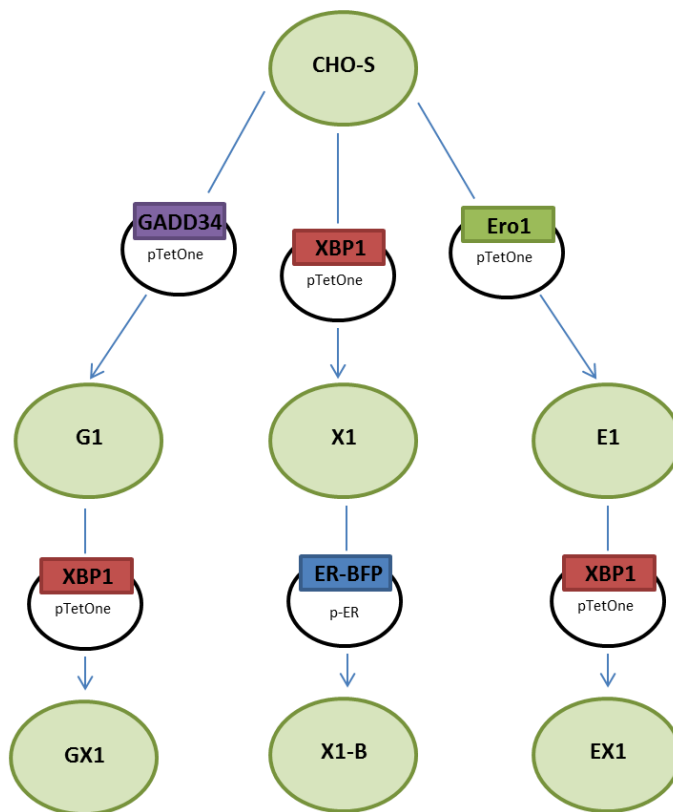 CHO-S
GADD34
pTetOne
XBP1
pTetOne
Ero1
pTetOne
G1
X1
E1
XBP1
pTetOne
ER-BFP
p-ER
XBP1
pTetOne
GX1
X1-B
EX1